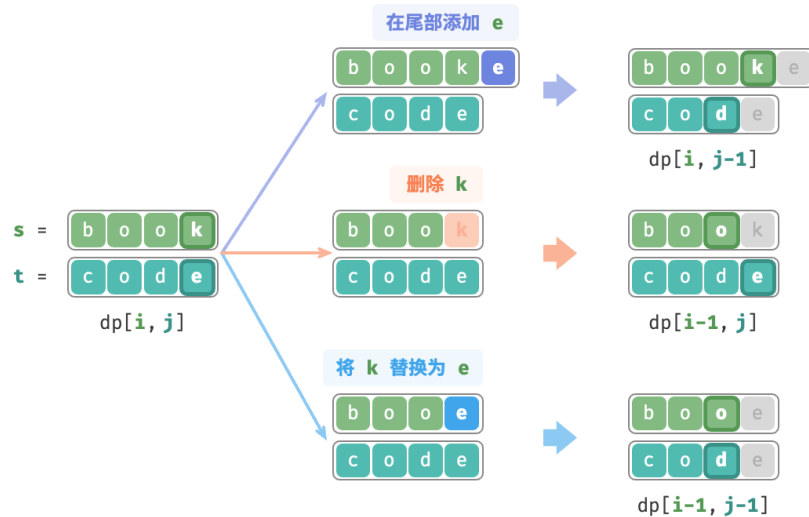 在尾部添加 e
b o o k e
c o d e
b o o k e
c o d e
dp[i, j-1]
删除 k
s = b o o k
t = c o d e
dp[i, j]
b o o k
c o d e
b o o k
c o d e
dp[i-1, j]
将 k 替换为 e
b o o e
c o d e
b o o e
c o d e
dp[i-1, j-1]